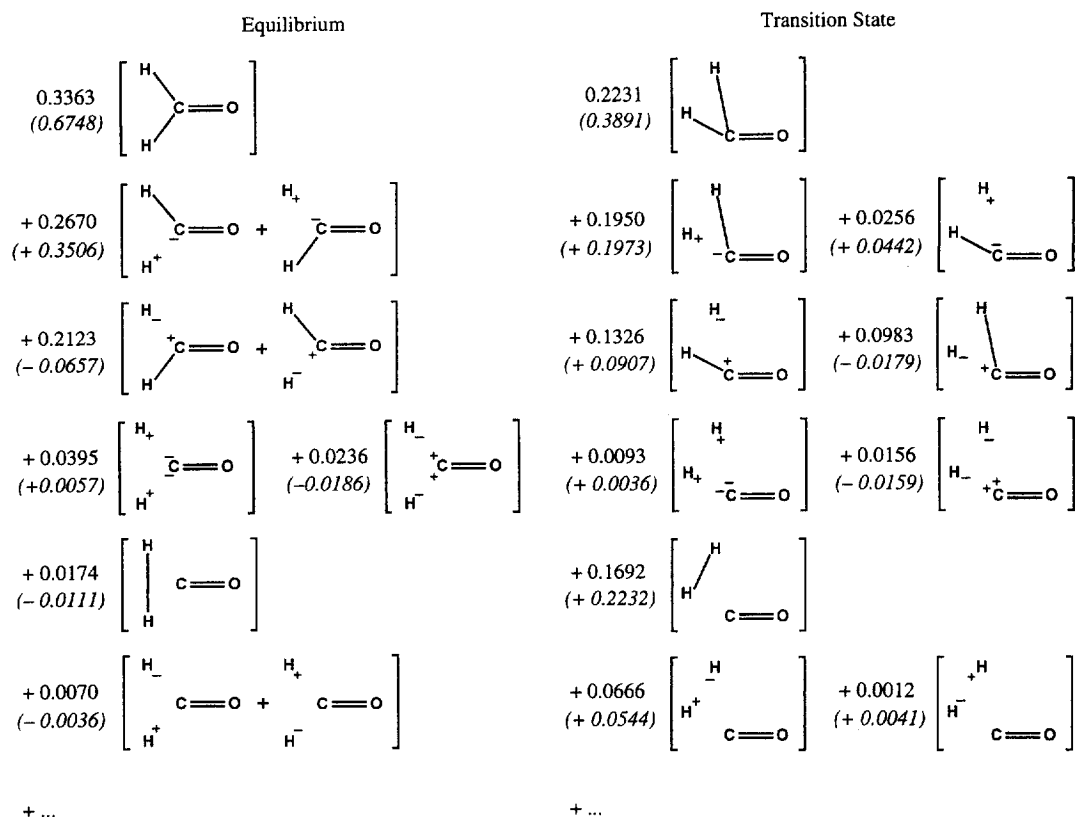 Equilibrium
Transition State
0.3363
(0.6748)
H
C
O
H
0.2231
(0.3891)
H
H
C
O
+ 0.2670
(+ 0.3506)
H
C
O
−
H+
+
H+
−
C
O
H
+ 0.1950
(+ 0.1973)
H
H+
−C
O
+ 0.0256
(+ 0.0442)
H+
H
−
C
O
+ 0.2123
(− 0.0657)
H−
+
C
O
H
+
H
+
C
O
H−
+ 0.1326
(+ 0.0907)
H−
H
+
C
O
+ 0.0983
(− 0.0179)
H
H−
+C
O
+ 0.0395
(+0.0057)
H+
−
−
C
O
H+
+ 0.0236
(−0.0186)
H−
+
+
C
O
H−
+ 0.0093
(+ 0.0036)
H+
H+
−
−C
O
+ 0.0156
(− 0.0159)
H−
H−
+
+C
O
+ 0.0174
(− 0.0111)
H
C
O
H
+ 0.1692
(+ 0.2232)
H
H
C
O
+ 0.0070
(− 0.0036)
H−
C
O
H+
+
H+
C
O
H−
+ 0.0666
(+ 0.0544)
−H
H+
C
O
+ 0.0012
(+ 0.0041)
+H
H−
C
O
+ ...
+ ...